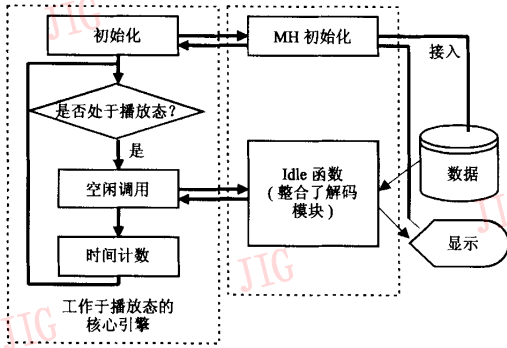 初始化
MH 初始化
接入
是否处于播放态?
是
空闲调用
Idle 函数
(整合了解码
模块)
数据
时间计数
显示
工作于播放态的
核心引擎
JIG
JIG
JIG
JIG